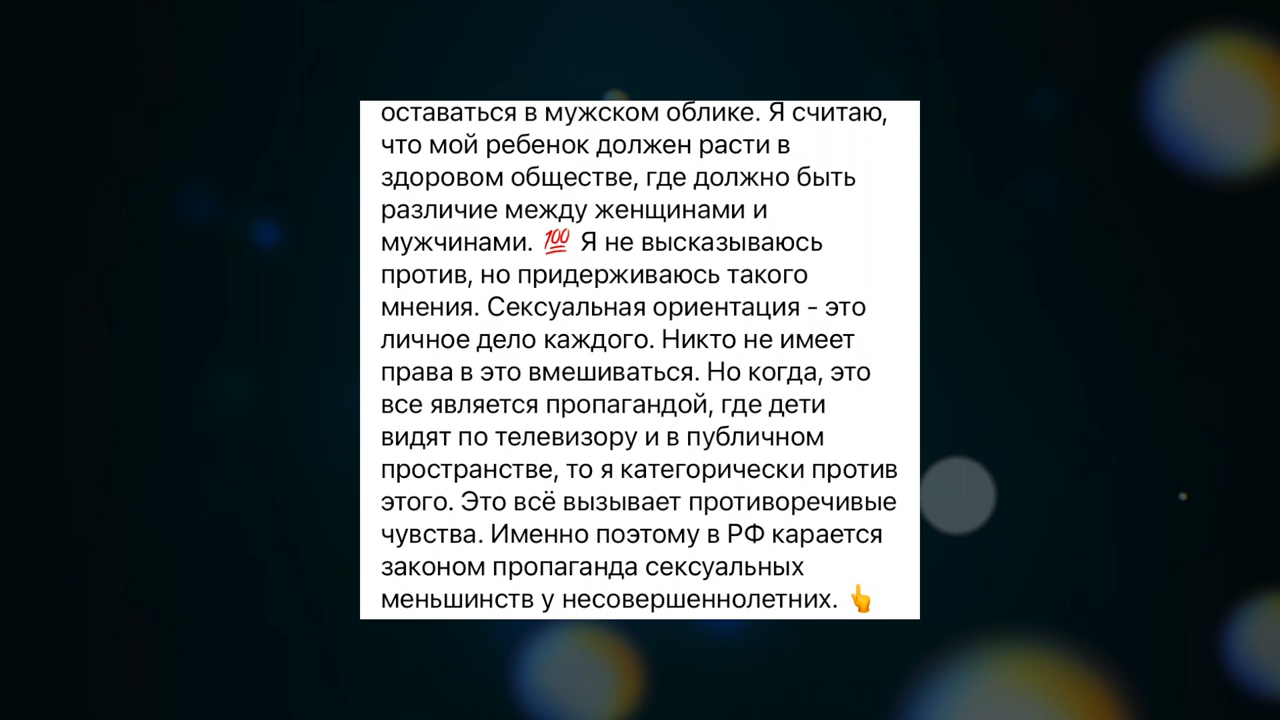 оставаться в мужском облике. Я считаю,
что мой ребенок должен расти в
здоровом обществе, где должно быть
различие между женщинами и
мужчинами. 💯 Я не высказываюсь
против, но придерживаюсь такого
мнения. Сексуальная ориентация - это
личное дело каждого. Никто не имеет
права в это вмешиваться. Но когда, это
все является пропагандой, где дети
видят по телевизору и в публичном
пространстве, то я категорически против
этого. Это всё вызывает противоречивые
чувства. Именно поэтому в РФ карается
законом пропаганда сексуальных
меньшинств у несовершеннолетних. 👆